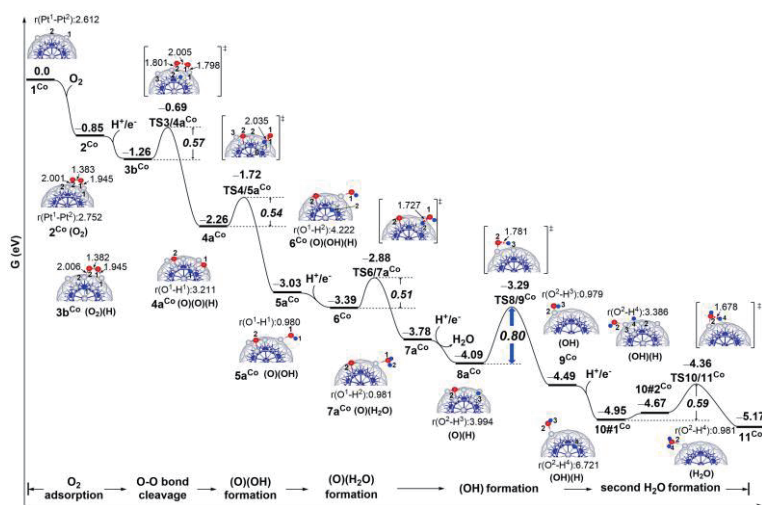 r(Pt¹-Pt²):2.612
2 1
0.0
1^Co
O₂
−0.85
2^Co
H⁺/e⁻
−1.26
3b^Co
1.801
2.005
1.798
‡
−0.69
TS3/4a^Co
0.57
2.001
1.383
1.945
r(Pt¹-Pt²):2.752
2^Co (O₂)
2.006
1.382
1.945
3b^Co (O₂)(H)
−2.26
4a^Co
r(O¹-H¹):3.211
4a^Co (O)(O)(H)
2.035
‡
−1.72
TS4/5a^Co
0.54
−3.03
5a^Co
H⁺/e⁻
r(O¹-H¹):0.980
5a^Co (O)(OH)
r(O¹-H²):4.222
6^Co (O)(OH)(H)
−3.39
6^Co
1.727
‡
−2.88
TS6/7a^Co
0.51
r(O¹-H²):0.981
7a^Co (O)(H₂O)
−3.78
7a^Co
H⁺/e⁻
H₂O
−4.09
8a^Co
r(O²-H³):3.994
(O)(H)
1.781
‡
−3.29
TS8/9^Co
0.80
r(O²-H³):0.979
(OH)
9^Co
−4.49
H⁺/e⁻
r(O²-H⁴):6.721
(OH)(H)
−4.95
10#1^Co
r(O²-H⁴):3.386
(OH)(H)
10#2^Co
−4.67
1.678
‡
−4.36
TS10/11^Co
0.59
r(O²-H⁴):0.981
(H₂O)
−5.17
11^Co
G (eV)
O₂
adsorption
O-O bond
cleavage
(O)(OH)
formation
(O)(H₂O)
formation
(OH) formation
second H₂O formation